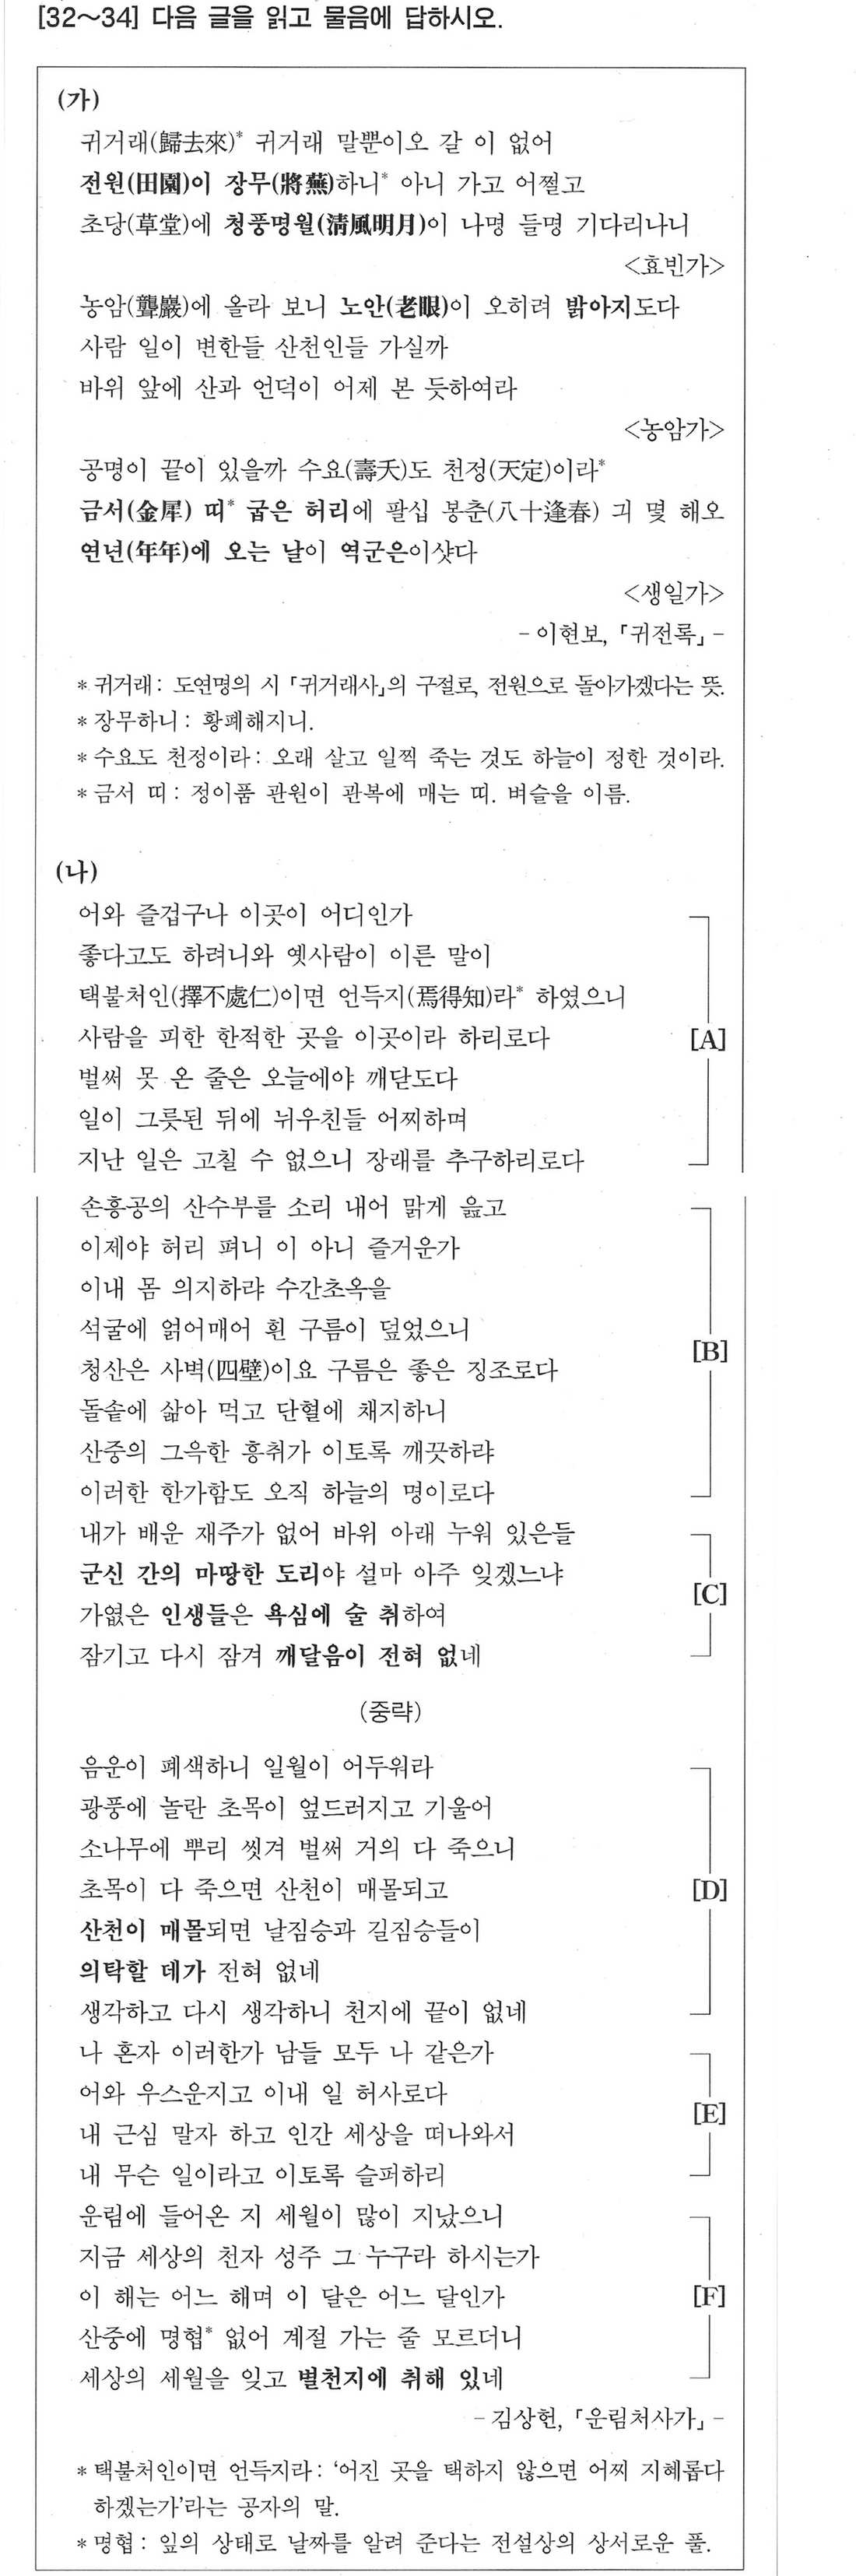 [32~34] 다음 글을 읽고 물음에 답하시오.
(가)
귀거래(歸去來)* 귀거래 말뿐이오 갈 이 없어
전원(田園)이 장무(將蕪)하니* 아니 가고 어쩔고
초당(草堂)에 청풍명월(淸風明月)이 나명 들명 기다리나니
<효빈가>
농암(聾巖)에 올라 보니 노안(老眼)이 오히려 밝아지도다
사람 일이 변한들 산천인들 가실까
바위 앞에 산과 언덕이 어제 본 듯하여라
<농암가>
공명이 끝이 있을까 수요(壽夭)도 천정(天定)이라*
금서(金犀) 띠* 굽은 허리에 팔십 봉춘(八十逢春) 긔 몇 해오
연년(年年)에 오는 날이 역군은이샷다
<생일가>
- 이현보, 「귀전록」 -
* 귀거래: 도연명의 시 「귀거래사」의 구절로, 전원으로 돌아가겠다는 뜻.
* 장무하니: 황폐해지니.
* 수요도 천정이라: 오래 살고 일찍 죽는 것도 하늘이 정한 것이라.
* 금서 띠: 정이품 관원이 관복에 매는 띠. 벼슬을 이름.
(나)
어와 즐겁구나 이곳이 어디인가
좋다고도 하려니와 옛사람이 이른 말이
택불처인(擇不處仁)이면 언득지(焉得知)라* 하였으니
사람을 피한 한적한 곳을 이곳이라 하리로다
[A]
벌써 못 온 줄은 오늘에야 깨닫도다
일이 그릇된 뒤에 뉘우친들 어찌하며
지난 일은 고칠 수 없으니 장래를 추구하리로다
손흥공의 산수부를 소리 내어 맑게 읊고
이제야 허리 펴니 이 아니 즐거운가
이내 몸 의지하랴 수간초옥을
석굴에 얽어매어 흰 구름이 덮었으니
[B]
청산은 사벽(四壁)이요 구름은 좋은 징조로다
돌솥에 삶아 먹고 단혈에 채지하니
산중의 그윽한 흥취가 이토록 깨끗하랴
이러한 한가함도 오직 하늘의 명이로다
내가 배운 재주가 없어 바위 아래 누워 있은들
군신 간의 마땅한 도리야 설마 아주 잊겠느냐
[C]
가엾은 인생들은 욕심에 술 취하여
잠기고 다시 잠겨 깨달음이 전혀 없네
(중략)
음운이 폐색하니 일월이 어두워라
광풍에 놀란 초목이 엎드러지고 기울어
소나무에 뿌리 씻겨 벌써 거의 다 죽으니
초목이 다 죽으면 산천이 매몰되고
[D]
산천이 매몰되면 날짐승과 길짐승들이
의탁할 데가 전혀 없네
생각하고 다시 생각하니 천지에 끝이 없네
나 혼자 이러한가 남들 모두 나 같은가
어와 우스운지고 이내 일 허사로다
[E]
내 근심 말자 하고 인간 세상을 떠나와서
내 무슨 일이라고 이토록 슬퍼하리
운림에 들어온 지 세월이 많이 지났으니
지금 세상의 천자 성주 그 누구라 하시는가
이 해는 어느 해며 이 달은 어느 달인가
[F]
산중에 명협* 없어 계절 가는 줄 모르더니
세상의 세월을 잊고 별천지에 취해 있네
- 김상헌, 「운림처사가」 -
* 택불처인이면 언득지라: ‘어진 곳을 택하지 않으면 어찌 지혜롭다
하겠는가’라는 공자의 말.
* 명협: 잎의 상태로 날짜를 알려 준다는 전설상의 상서로운 풀.